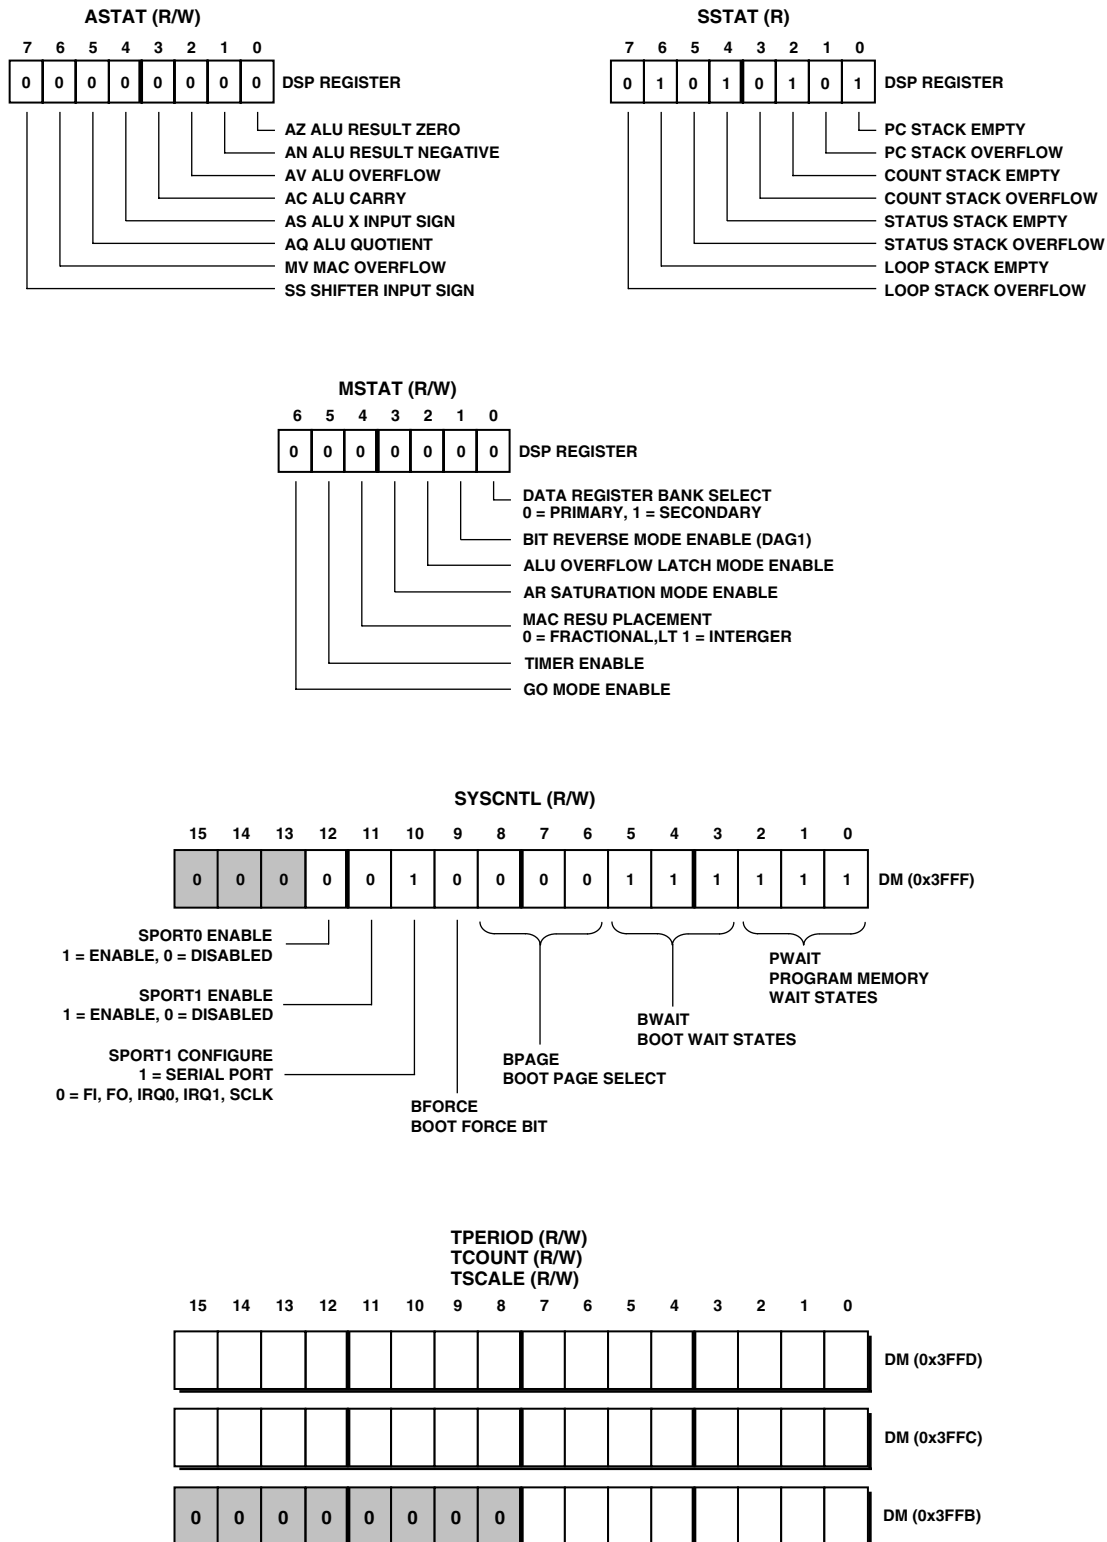 ASTAT (R/W)
7 6 5 4 3 2 1 0
0 0 0 0 0 0 0 0 DSP REGISTER
AZ ALU RESULT ZERO
AN ALU RESULT NEGATIVE
AV ALU OVERFLOW
AC ALU CARRY
AS ALU X INPUT SIGN
AQ ALU QUOTIENT
MV MAC OVERFLOW
SS SHIFTER INPUT SIGN
SSTAT (R)
7 6 5 4 3 2 1 0
0 1 0 1 0 1 0 1 DSP REGISTER
PC STACK EMPTY
PC STACK OVERFLOW
COUNT STACK EMPTY
COUNT STACK OVERFLOW
STATUS STACK EMPTY
STATUS STACK OVERFLOW
LOOP STACK EMPTY
LOOP STACK OVERFLOW
MSTAT (R/W)
6 5 4 3 2 1 0
0 0 0 0 0 0 0 DSP REGISTER
DATA REGISTER BANK SELECT
0 = PRIMARY, 1 = SECONDARY
BIT REVERSE MODE ENABLE (DAG1)
ALU OVERFLOW LATCH MODE ENABLE
AR SATURATION MODE ENABLE
MAC RESU PLACEMENT
0 = FRACTIONAL,LT 1 = INTERGER
TIMER ENABLE
GO MODE ENABLE
SYSCNTL (R/W)
15 14 13 12 11 10 9 8 7 6 5 4 3 2 1 0
0 0 0 0 0 1 0 0 0 0 1 1 1 1 1 1 DM (0x3FFF)
SPORT0 ENABLE
1 = ENABLE, 0 = DISABLED
SPORT1 ENABLE
1 = ENABLE, 0 = DISABLED
SPORT1 CONFIGURE
1 = SERIAL PORT
0 = FI, FO, IRQ0, IRQ1, SCLK
BFORCE
BOOT FORCE BIT
BPAGE
BOOT PAGE SELECT
BWAIT
BOOT WAIT STATES
PWAIT
PROGRAM MEMORY
WAIT STATES
TPERIOD (R/W)
TCOUNT (R/W)
TSCALE (R/W)
15 14 13 12 11 10 9 8 7 6 5 4 3 2 1 0
DM (0x3FFD)
DM (0x3FFC)
0 0 0 0 0 0 0 0 DM (0x3FFB)